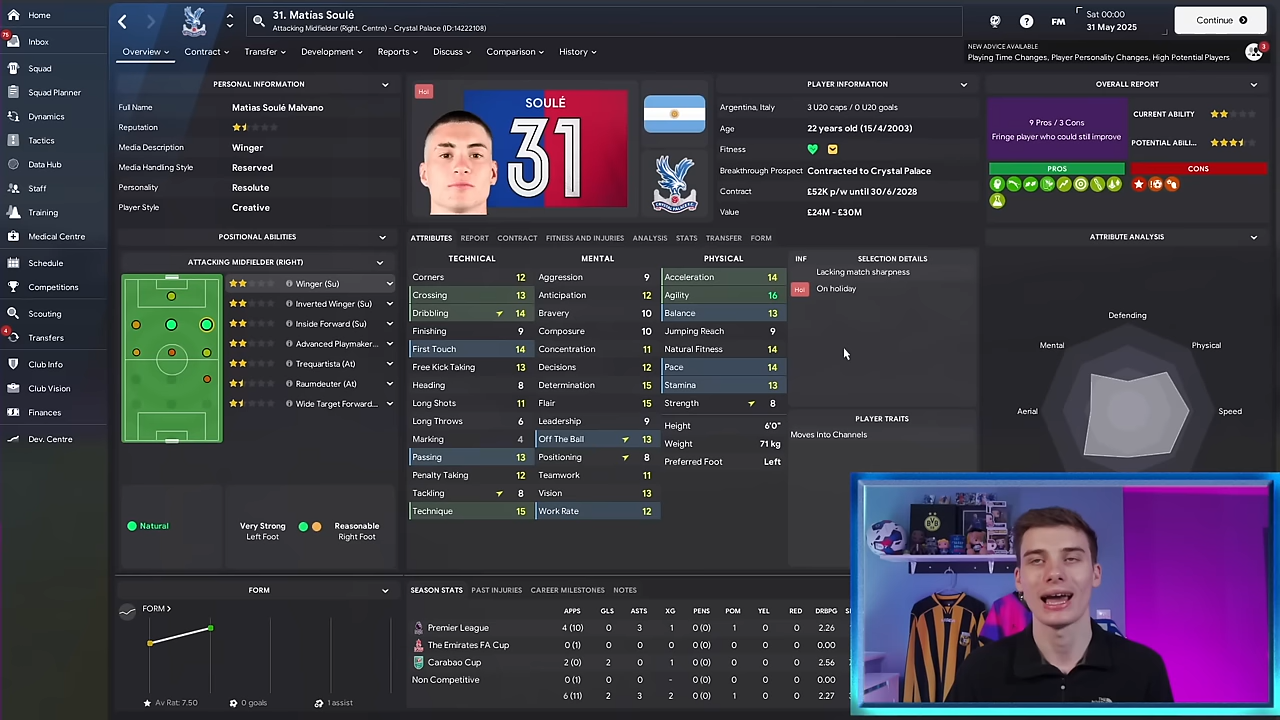 Home
75
Inbox
Squad
Squad Planner
Dynamics
Tactics
Data Hub
Staff
Training
Medical Centre
Schedule
Competitions
Scouting
4
Transfers
Club Info
Club Vision
Finances
Dev. Centre
31. Matías Soulé
Attacking Midfielder (Right, Centre) - Crystal Palace (ID:14222108)
FM
Sat 00:00
31 May 2025
Continue
Overview
Contract
Transfer
Development
Reports
Discuss
Comparison
History
NEW ADVICE AVAILABLE
Playing Time Changes, Player Personality Changes, High Potential Players
3
PERSONAL INFORMATION
Full Name Matías Soulé Malvano
Reputation
Media Description Winger
Media Handling Style Reserved
Personality Resolute
Player Style Creative
POSITIONAL ABILITIES
ATTACKING MIDFIELDER (RIGHT)
Winger (Su)
Inverted Winger (Su)
Inside Forward (Su)
Advanced Playmaker...
Trequartista (At)
Raumdeuter (At)
Wide Target Forward...
Natural
Very Strong
Left Foot
Reasonable
Right Foot
FORM
FORM
Av Rat: 7.50
0 goals
1 assist
Hol
SOULÉ
31
PLAYER INFORMATION
Argentina, Italy 3 U20 caps / 0 U20 goals
Age 22 years old (15/4/2003)
Fitness
Breakthrough Prospect Contracted to Crystal Palace
Contract £52K p/w until 30/6/2028
Value £24M - £30M
OVERALL REPORT
9 Pros / 3 Cons
Fringe player who could still improve
CURRENT ABILITY
POTENTIAL ABILI...
PROS
CONS
ATTRIBUTE ANALYSIS
Defending
Mental
Physical
Aerial
Speed
ATTRIBUTES
REPORT
CONTRACT
FITNESS AND INJURIES
ANALYSIS
STATS
TRANSFER
FORM
TECHNICAL
Corners 12
Crossing 13
Dribbling 14
Finishing 9
First Touch 14
Free Kick Taking 13
Heading 8
Long Shots 11
Long Throws 6
Marking 4
Passing 13
Penalty Taking 12
Tackling 8
Technique 15
MENTAL
Aggression 9
Anticipation 12
Bravery 10
Composure 10
Concentration 11
Decisions 12
Determination 15
Flair 15
Leadership 9
Off The Ball 13
Positioning 8
Teamwork 11
Vision 13
Work Rate 12
PHYSICAL
Acceleration 14
Agility 16
Balance 13
Jumping Reach 9
Natural Fitness 14
Pace 14
Stamina 13
Strength 8
Height 6'0"
Weight 71 kg
Preferred Foot Left
INF
SELECTION DETAILS
Lacking match sharpness
Hol On holiday
PLAYER TRAITS
Moves Into Channels
SEASON STATS
PAST INJURIES
CAREER MILESTONES
NOTES
APPS GLS ASTS XG PENS POM YEL RED DRBPG
Premier League 4 (10) 0 3 1 0 (0) 1 0 0 2.26
The Emirates FA Cup 0 (1) 0 0 0 0 (0) 0 0 0 0.00
Carabao Cup 2 (0) 2 0 1 0 (0) 0 0 0 2.56
Non Competitive 0 (1) 0 0 - 0 (0) 0 0 0 0.00
6 (11) 2 3 2 0 (0) 1 0 0 2.27